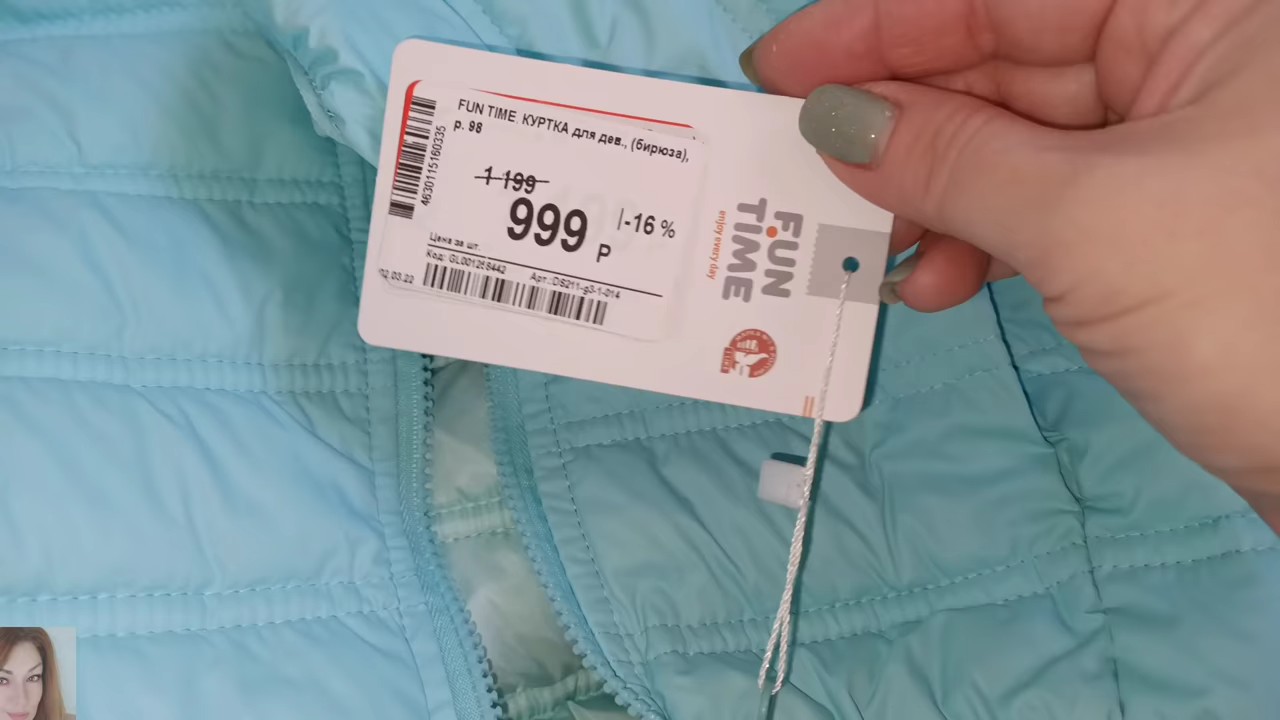 FUN TIME. КУРТКА для дев., (бирюза),
р. 98
1 199
999 Р
-16 %
Цена за шт.
Код: GL001256442
Арт.:DS211-g3-1-014
02.03.22
4630115160335
FUN
TIME
enjoy every day